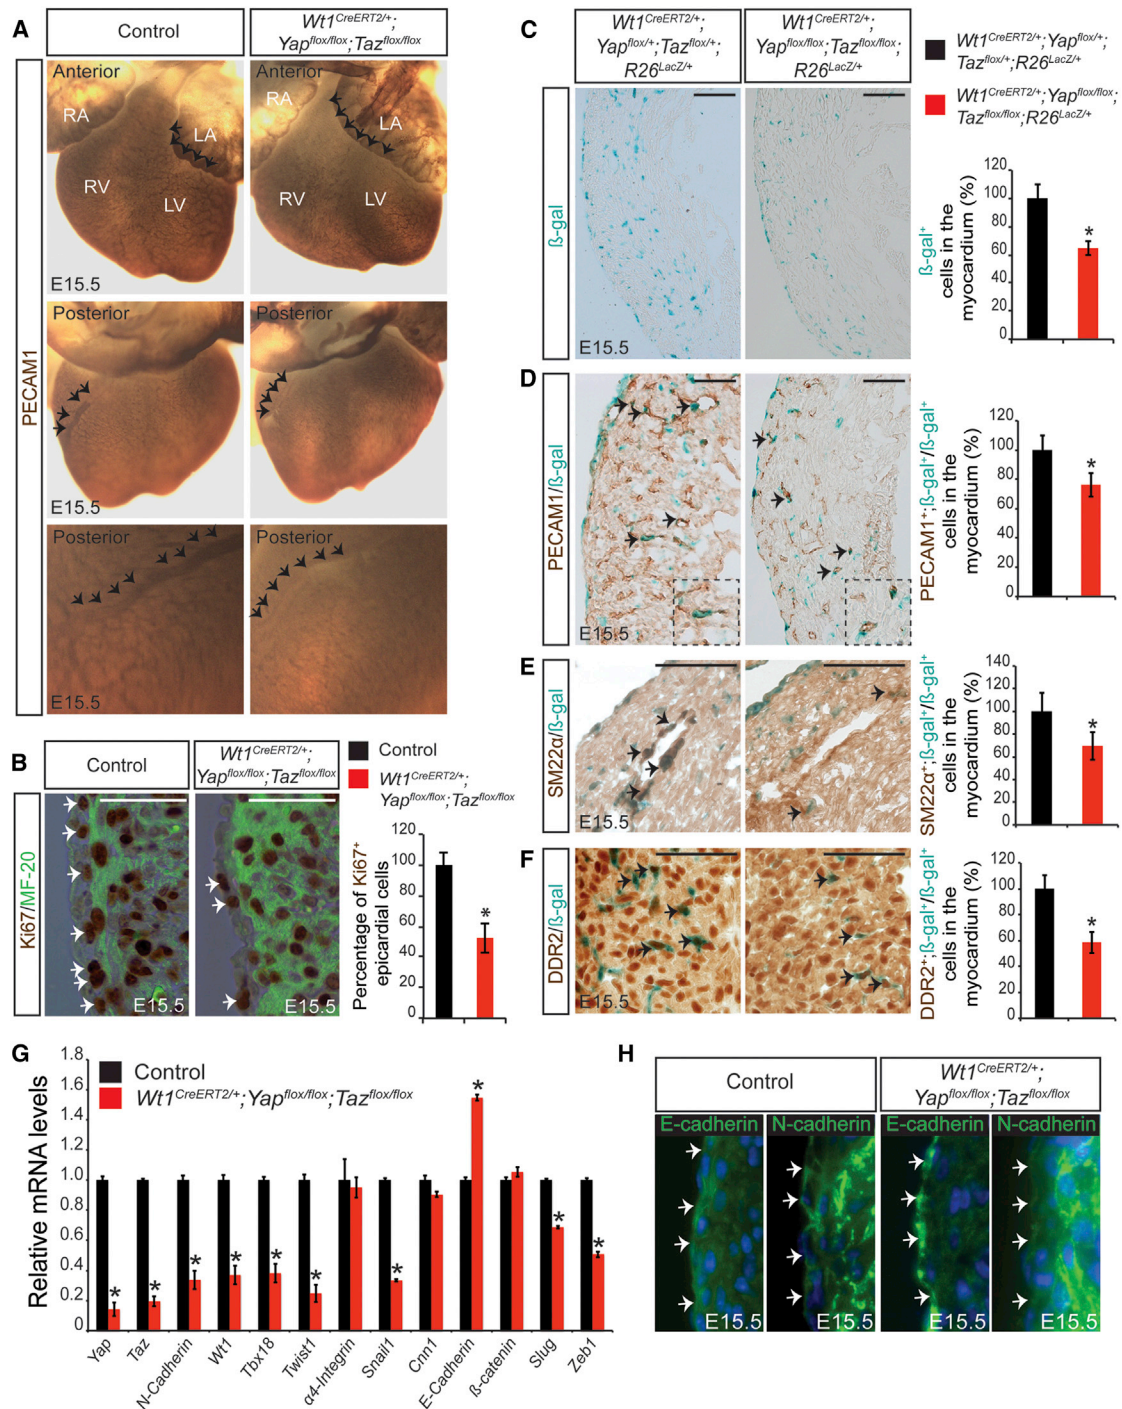 A
Control
Wt1CreERT2/+;
Yapflox/flox;Tazflox/flox
PECAM1
Anterior
RA
LA
RV
LV
E15.5
Anterior
RA
LA
RV
LV
Posterior
E15.5
Posterior
Posterior
E15.5
Posterior
B
Control
Wt1CreERT2/+;
Yapflox/flox;Tazflox/flox
Ki67/MF-20
E15.5
E15.5
Control
Wt1CreERT2/+;
Yapflox/flox;Tazflox/flox
Percentage of Ki67+
epicardial cells
120
100
80
60
40
20
0
*
C
Wt1CreERT2/+;
Yapflox/+;Tazflox/+;
R26LacZ/+
Wt1CreERT2/+;
Yapflox/flox;Tazflox/flox;
R26LacZ/+
Wt1CreERT2/+;Yapflox/+;
Tazflox/+;R26LacZ/+
Wt1CreERT2/+;Yapflox/flox;
Tazflox/flox;R26LacZ/+
ß-gal
E15.5
ß-gal+
cells in the
myocardium (%)
120
100
80
60
40
20
0
*
D
PECAM1/ß-gal
E15.5
PECAM1+;ß-gal+/ß-gal+
cells in the
myocardium (%)
120
100
80
60
40
20
0
*
E
SM22α/ß-gal
E15.5
SM22α+;ß-gal+/ß-gal+
cells in the
myocardium (%)
140
120
100
80
60
40
20
0
*
F
DDR2/ß-gal
E15.5
DDR2+;ß-gal+/ß-gal+
cells in the
myocardium (%)
120
100
80
60
40
20
0
*
G
Control
Wt1CreERT2/+;Yapflox/flox;Tazflox/flox
Relative mRNA levels
1.8
1.6
1.4
1.2
1.0
0.8
0.6
0.4
0.2
0
* * * * * * * * * *
Yap
Taz
N-Cadherin
Wt1
Tbx18
Twist1
α4-Integrin
Snail1
Cnn1
E-Cadherin
ß-catenin
Slug
Zeb1
H
Control
Wt1CreERT2/+;
Yapflox/flox;Tazflox/flox
E-cadherin
N-cadherin
E-cadherin
N-cadherin
E15.5
E15.5
E15.5
E15.5